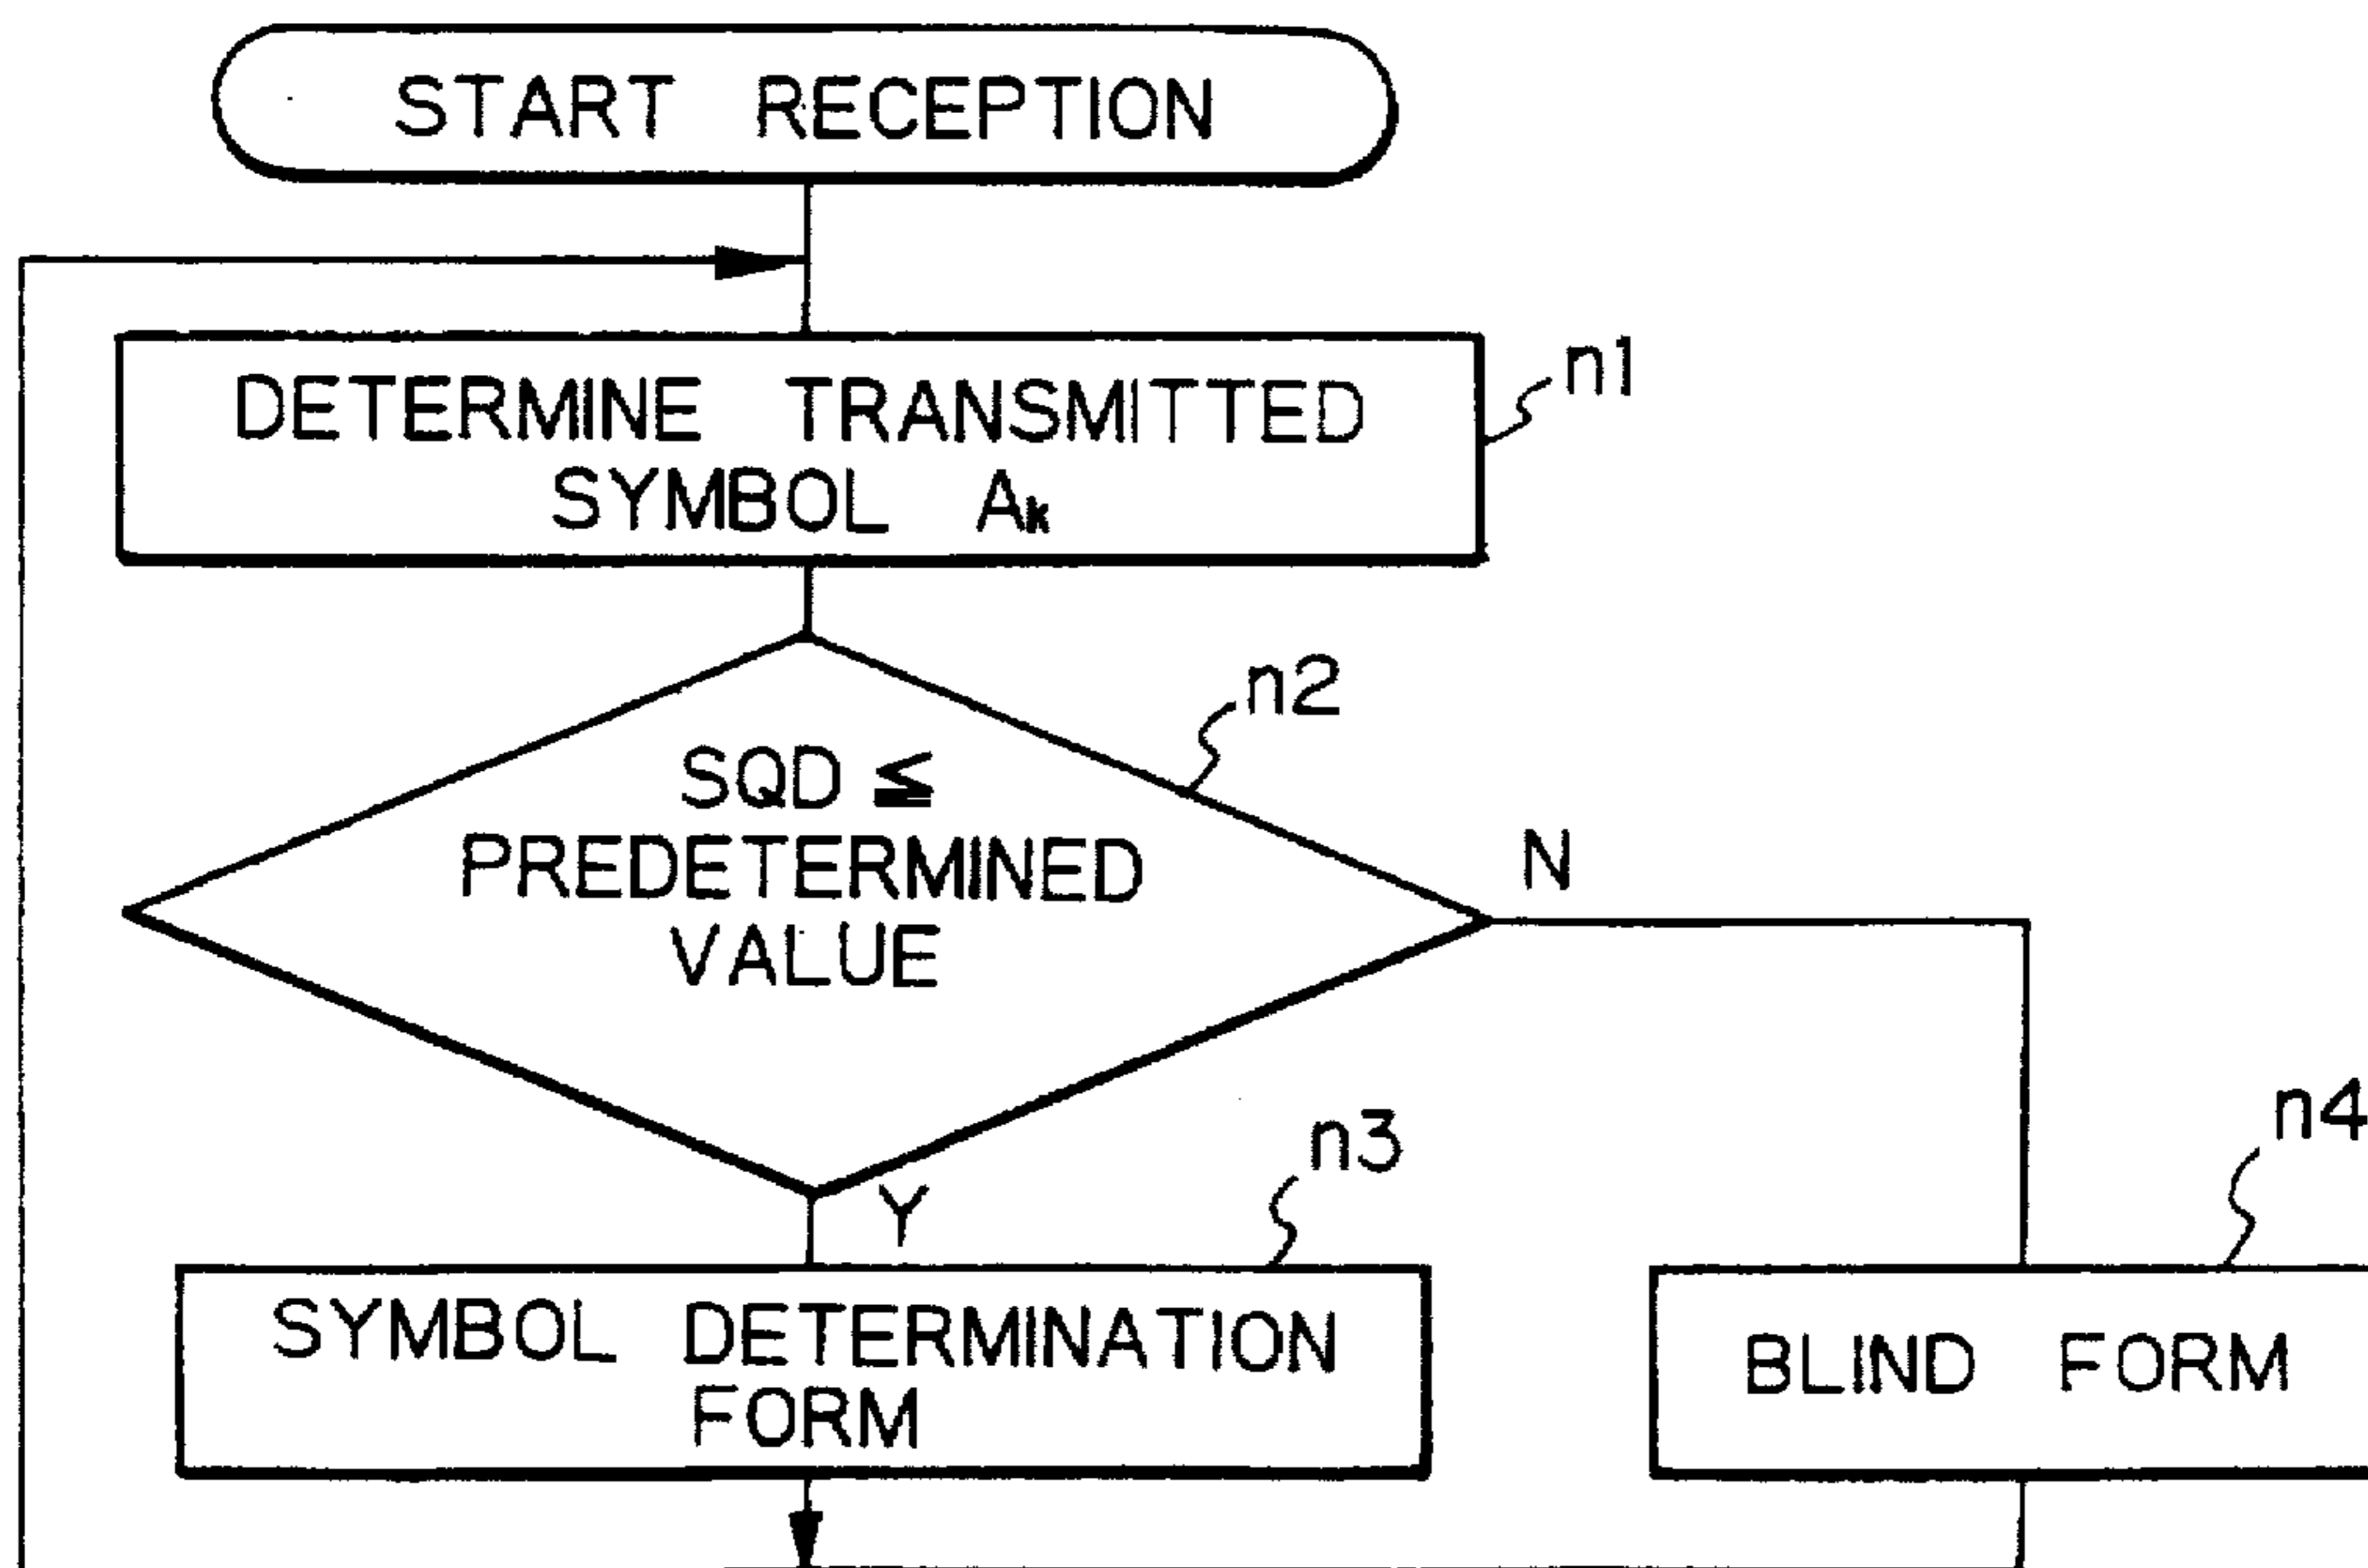 START RECEPTION
DETERMINE TRANSMITTED
SYMBOL Ak
n1
n2
SQD ≦
PREDETERMINED
VALUE
N
Y
n3
n4
SYMBOL DETERMINATION
FORM
BLIND FORM